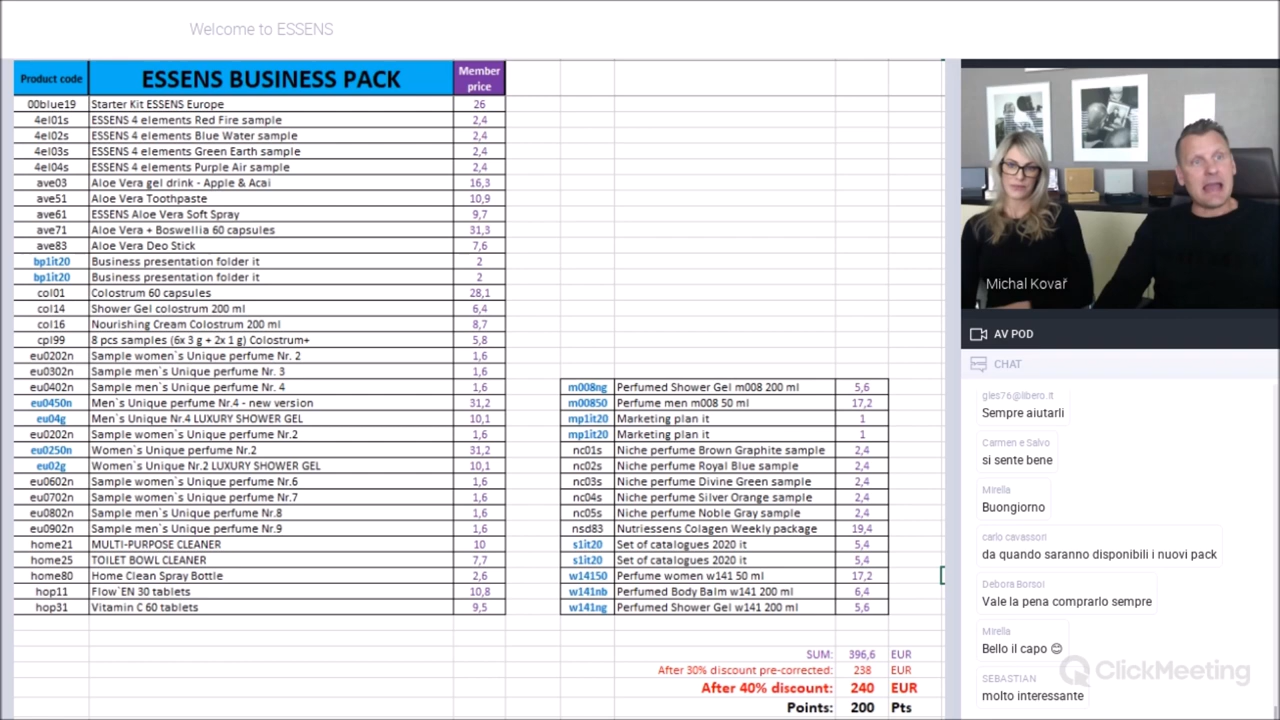 Welcome to ESSENS
Product code ESSENS BUSINESS PACK Member price
00blue19 Starter Kit ESSENS Europe 26
4el01s ESSENS 4 elements Red Fire sample 2,4
4el02s ESSENS 4 elements Blue Water sample 2,4
4el03s ESSENS 4 elements Green Earth sample 2,4
4el04s ESSENS 4 elements Purple Air sample 2,4
ave03 Aloe Vera gel drink - Apple & Acai 16,3
ave51 Aloe Vera Toothpaste 10,9
ave61 ESSENS Aloe Vera Soft Spray 9,7
ave71 Aloe Vera + Boswellia 60 capsules 31,3
ave83 Aloe Vera Deo Stick 7,6
bp1it20 Business presentation folder it 2
bp1it20 Business presentation folder it 2
col01 Colostrum 60 capsules 28,1
col14 Shower Gel colostrum 200 ml 6,4
col16 Nourishing Cream Colostrum 200 ml 8,7
cpl99 8 pcs samples (6x 3 g + 2x 1 g) Colostrum+ 5,8
eu0202n Sample women`s Unique perfume Nr. 2 1,6
eu0302n Sample men`s Unique perfume Nr. 3 1,6
eu0402n Sample men`s Unique perfume Nr. 4 1,6
eu0450n Men`s Unique perfume Nr.4 - new version 31,2
eu04g Men`s Unique Nr.4 LUXURY SHOWER GEL 10,1
eu0202n Sample women`s Unique perfume Nr.2 1,6
eu0250n Women`s Unique perfume Nr.2 31,2
eu02g Women`s Unique Nr.2 LUXURY SHOWER GEL 10,1
eu0602n Sample women`s Unique perfume Nr.6 1,6
eu0702n Sample women`s Unique perfume Nr.7 1,6
eu0802n Sample men`s Unique perfume Nr.8 1,6
eu0902n Sample men`s Unique perfume Nr.9 1,6
home21 MULTI-PURPOSE CLEANER 10
home25 TOILET BOWL CLEANER 7,7
home80 Home Clean Spray Bottle 2,6
hop11 Flow`EN 30 tablets 10,8
hop31 Vitamin C 60 tablets 9,5
m008ng Perfumed Shower Gel m008 200 ml 5,6
m00850 Perfume men m008 50 ml 17,2
mp1it20 Marketing plan it 1
mp1it20 Marketing plan it 1
nc01s Niche perfume Brown Graphite sample 2,4
nc02s Niche perfume Royal Blue sample 2,4
nc03s Niche perfume Divine Green sample 2,4
nc04s Niche perfume Silver Orange sample 2,4
nc05s Niche perfume Noble Gray sample 2,4
nsd83 Nutriessens Colagen Weekly package 19,4
s1it20 Set of catalogues 2020 it 5,4
s1it20 Set of catalogues 2020 it 5,4
w14150 Perfume women w141 50 ml 17,2
w141nb Perfumed Body Balm w141 200 ml 6,4
w141ng Perfumed Shower Gel w141 200 ml 5,6
SUM: 396,6 EUR
After 30% discount pre-corrected: 238 EUR
After 40% discount: 240 EUR
Points: 200 Pts
Michal Kovař
AV POD
CHAT
gles76@libero.it
Sempre aiutarli
Carmen e Salvo
si sente bene
Mirella
Buongiorno
carlo cavassori
da quando saranno disponibili i nuovi pack
Debora Borsoi
Vale la pena comprarlo sempre
Mirella
Bello il capo 😊
SEBASTIAN
molto interessante
ClickMeeting